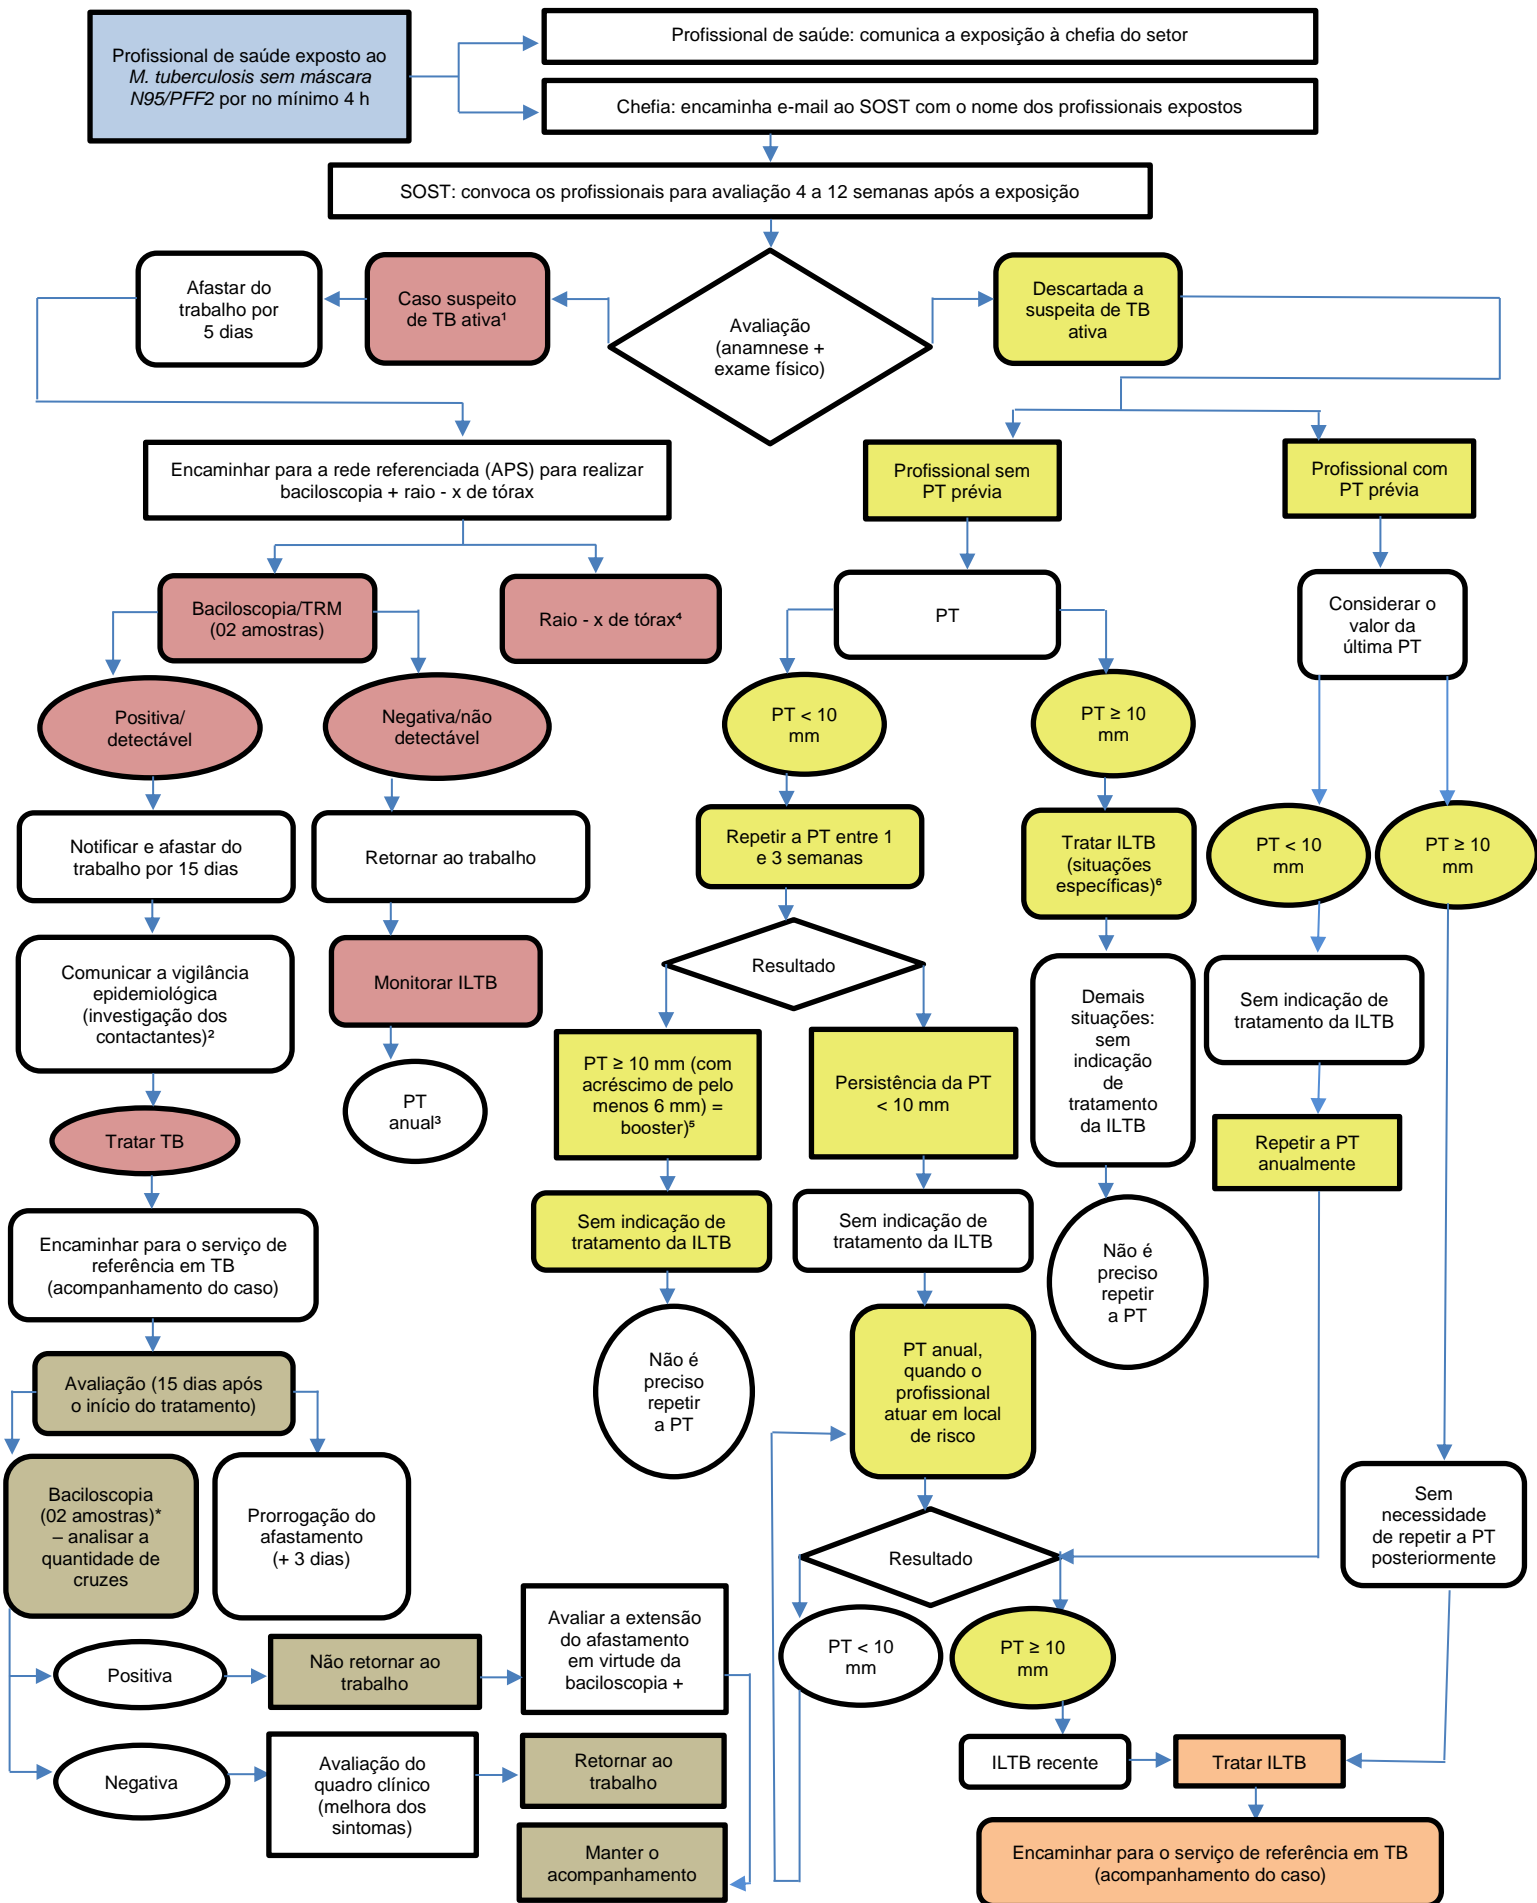 Profissional de saúde exposto ao
M. tuberculosis sem máscara
N95/PFF2 por no mínimo 4 h
Profissional de saúde: comunica a exposição à chefia do setor
Chefia: encaminha e-mail ao SOST com o nome dos profissionais expostos
SOST: convoca os profissionais para avaliação 4 a 12 semanas após a exposição
Afastar do
trabalho por
5 dias
Caso suspeito
de TB ativa¹
Avaliação
(anamnese +
exame físico)
Descartada a
suspeita de TB
ativa
Encaminhar para a rede referenciada (APS) para realizar
baciloscopia + raio - x de tórax
Profissional sem
PT prévia
Profissional com
PT prévia
Baciloscopia/TRM
(02 amostras)
Raio - x de tórax⁴
PT
Considerar o
valor da
última PT
Positiva/
detectável
Negativa/não
detectável
PT < 10
mm
PT ≥ 10
mm
Notificar e afastar do
trabalho por 15 dias
Retornar ao trabalho
Repetir a PT entre 1
e 3 semanas
Tratar ILTB
(situações
específicas)⁶
PT < 10
mm
PT ≥ 10
mm
Comunicar a vigilância
epidemiológica
(investigação dos
contactantes)²
Monitorar ILTB
Resultado
Demais
situações:
sem
indicação
de
tratamento
da ILTB
Sem indicação de
tratamento da ILTB
PT
anual³
PT ≥ 10 mm (com
acréscimo de pelo
menos 6 mm) =
booster)⁵
Persistência da PT
< 10 mm
Tratar TB
Repetir a PT
anualmente
Encaminhar para o serviço de
referência em TB
(acompanhamento do caso)
Sem indicação de
tratamento da ILTB
Sem indicação de
tratamento da ILTB
Não é
preciso
repetir
a PT
Avaliação (15 dias após
o início do tratamento)
Não é
preciso
repetir
a PT
PT anual,
quando o
profissional
atuar em local
de risco
Baciloscopia
(02 amostras)*
– analisar a
quantidade de
cruzes
Prorrogação do
afastamento
(+ 3 dias)
Sem
necessidade
de repetir a PT
posteriormente
Resultado
Positiva
Não retornar ao
trabalho
Avaliar a extensão
do afastamento
em virtude da
baciloscopia +
PT < 10
mm
PT ≥ 10
mm
Negativa
Avaliação do
quadro clínico
(melhora dos
sintomas)
Retornar ao
trabalho
ILTB recente
Tratar ILTB
Manter o
acompanhamento
Encaminhar para o serviço de referência em TB
(acompanhamento do caso)